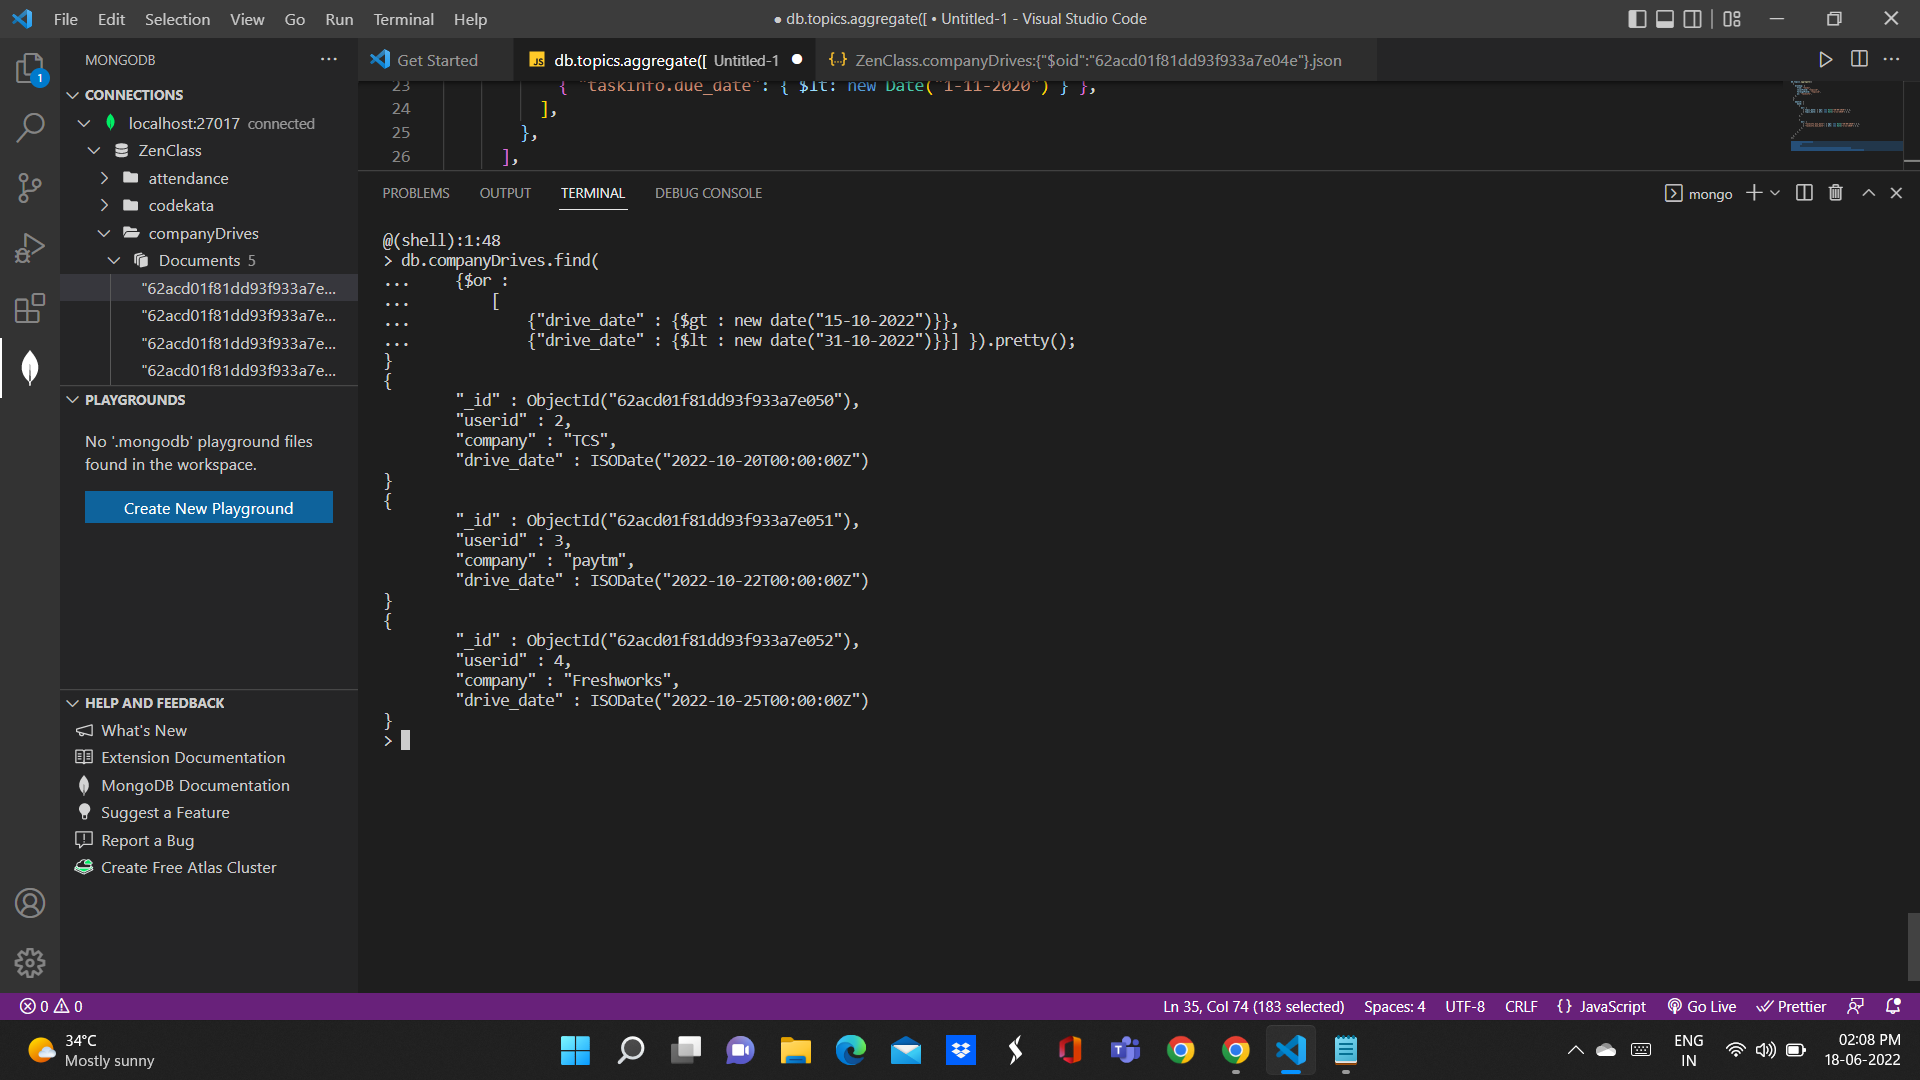 File Edit Selection View Go Run Terminal Help
● db.topics.aggregate([ • Untitled-1 - Visual Studio Code
MONGODB
Get Started
JS db.topics.aggregate([ Untitled-1
{··} ZenClass.companyDrives:{"$oid":"62acd01f81dd93f933a7e04e"}.json
1
CONNECTIONS
localhost:27017 connected
ZenClass
attendance
codekata
companyDrives
Documents 5
"62acd01f81dd93f933a7e...
"62acd01f81dd93f933a7e...
"62acd01f81dd93f933a7e...
"62acd01f81dd93f933a7e...
PLAYGROUNDS
No '.mongodb' playground files
found in the workspace.
Create New Playground
HELP AND FEEDBACK
What's New
Extension Documentation
MongoDB Documentation
Suggest a Feature
Report a Bug
Create Free Atlas Cluster
23 { "taskinfo.due_date": { $lt: new Date("1-11-2020") } },
24 ],
25 },
26 ],
PROBLEMS OUTPUT TERMINAL DEBUG CONSOLE
mongo
@(shell):1:48
> db.companyDrives.find(
... {$or :
... [
... {"drive_date" : {$gt : new date("15-10-2022")}},
... {"drive_date" : {$lt : new date("31-10-2022")}}] }).pretty();
}
{
"_id" : ObjectId("62acd01f81dd93f933a7e050"),
"userid" : 2,
"company" : "TCS",
"drive_date" : ISODate("2022-10-20T00:00:00Z")
}
{
"_id" : ObjectId("62acd01f81dd93f933a7e051"),
"userid" : 3,
"company" : "paytm",
"drive_date" : ISODate("2022-10-22T00:00:00Z")
}
{
"_id" : ObjectId("62acd01f81dd93f933a7e052"),
"userid" : 4,
"company" : "Freshworks",
"drive_date" : ISODate("2022-10-25T00:00:00Z")
}
>
0 0
Ln 35, Col 74 (183 selected) Spaces: 4 UTF-8 CRLF {} JavaScript Go Live Prettier
34°C
Mostly sunny
ENG
IN
02:08 PM
18-06-2022